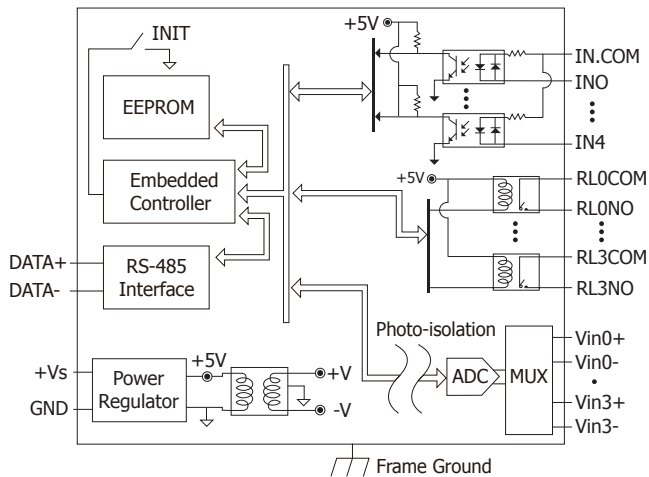 INIT
+5V
IN.COM
EEPROM
INO
IN4
Embedded
Controller
+5V
RL0COM
RL0NO
RL3COM
RL3NO
DATA+
DATA-
RS-485
Interface
Photo-isolation
Vin0+
Vin0-
ADC
MUX
Vin3+
Vin3-
+Vs
GND
Power
Regulator
+5V
+V
-V
Frame Ground